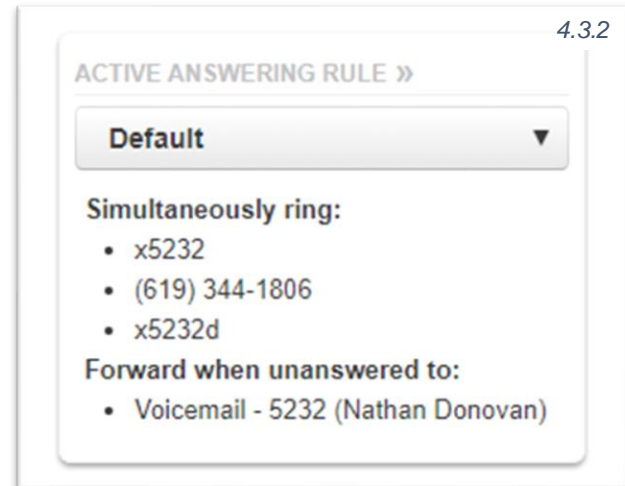 4.3.2
ACTIVE ANSWERING RULE »
Default ▼
Simultaneously ring:
• x5232
• (619) 344-1806
• x5232d
Forward when unanswered to:
• Voicemail - 5232 (Nathan Donovan)